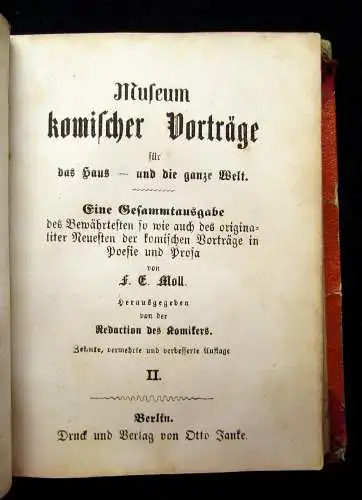 Museum
komischer Vorträge
für
das Haus — und die ganze Welt.
Eine Gesammtausgabe
des Bewährtesten so wie auch des origina-
liter Neuesten der komischen Vorträge in
Poesie und Prosa
von
F. E. Moll.
Herausgegeben
van der
Redaction des Komikers.
Zehnte, vermehrte und verbesserte Auflage
II.
Berlin.
Druck und Verlag von Otto Janke.